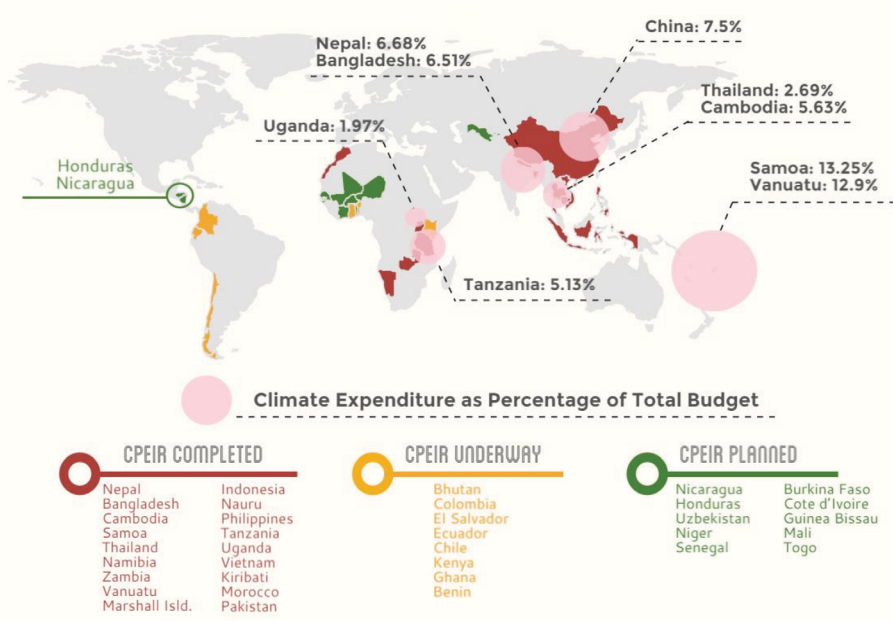 China: 7.5%
Nepal: 6.68%
Bangladesh: 6.51%
Thailand: 2.69%
Cambodia: 5.63%
Uganda: 1.97%
Honduras
Nicaragua
Samoa: 13.25%
Vanuatu: 12.9%
Tanzania: 5.13%
Climate Expenditure as Percentage of Total Budget
CPEIR COMPLETED
Nepal
Bangladesh
Cambodia
Samoa
Thailand
Namibia
Zambia
Vanuatu
Marshall Isld.
Indonesia
Nauru
Philippines
Tanzania
Uganda
Vietnam
Kiribati
Morocco
Pakistan
CPEIR UNDERWAY
Bhutan
Colombia
El Salvador
Ecuador
Chile
Kenya
Ghana
Benin
CPEIR PLANNED
Nicaragua
Honduras
Uzbekistan
Niger
Senegal
Burkina Faso
Cote d'Ivoire
Guinea Bissau
Mali
Togo